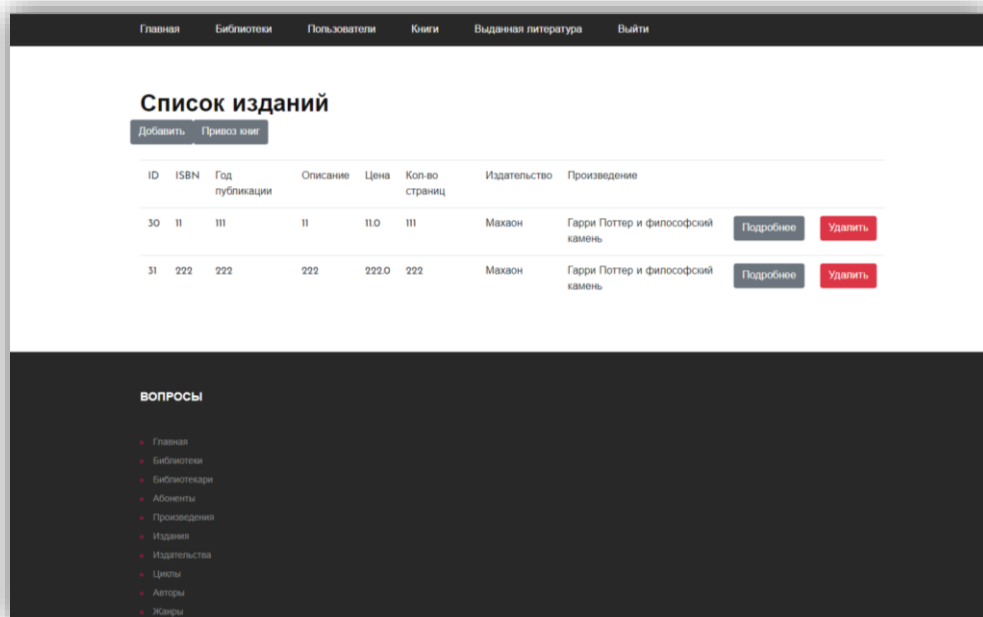 Главная Библиотеки Пользователи Книги Выданная литература Выйти
Список изданий
Добавить Привоз книг
ID ISBN Год публикации Описание Цена Кол-во страниц Издательство Произведение
30 11 111 11 11.0 111 Махаон Гарри Поттер и философский камень Подробнее Удалить
31 222 222 222 222.0 222 Махаон Гарри Поттер и философский камень Подробнее Удалить
ВОПРОСЫ
Главная
Библиотеки
Библиотекари
Абоненты
Произведения
Издания
Издательства
Циклы
Авторы
Жанры